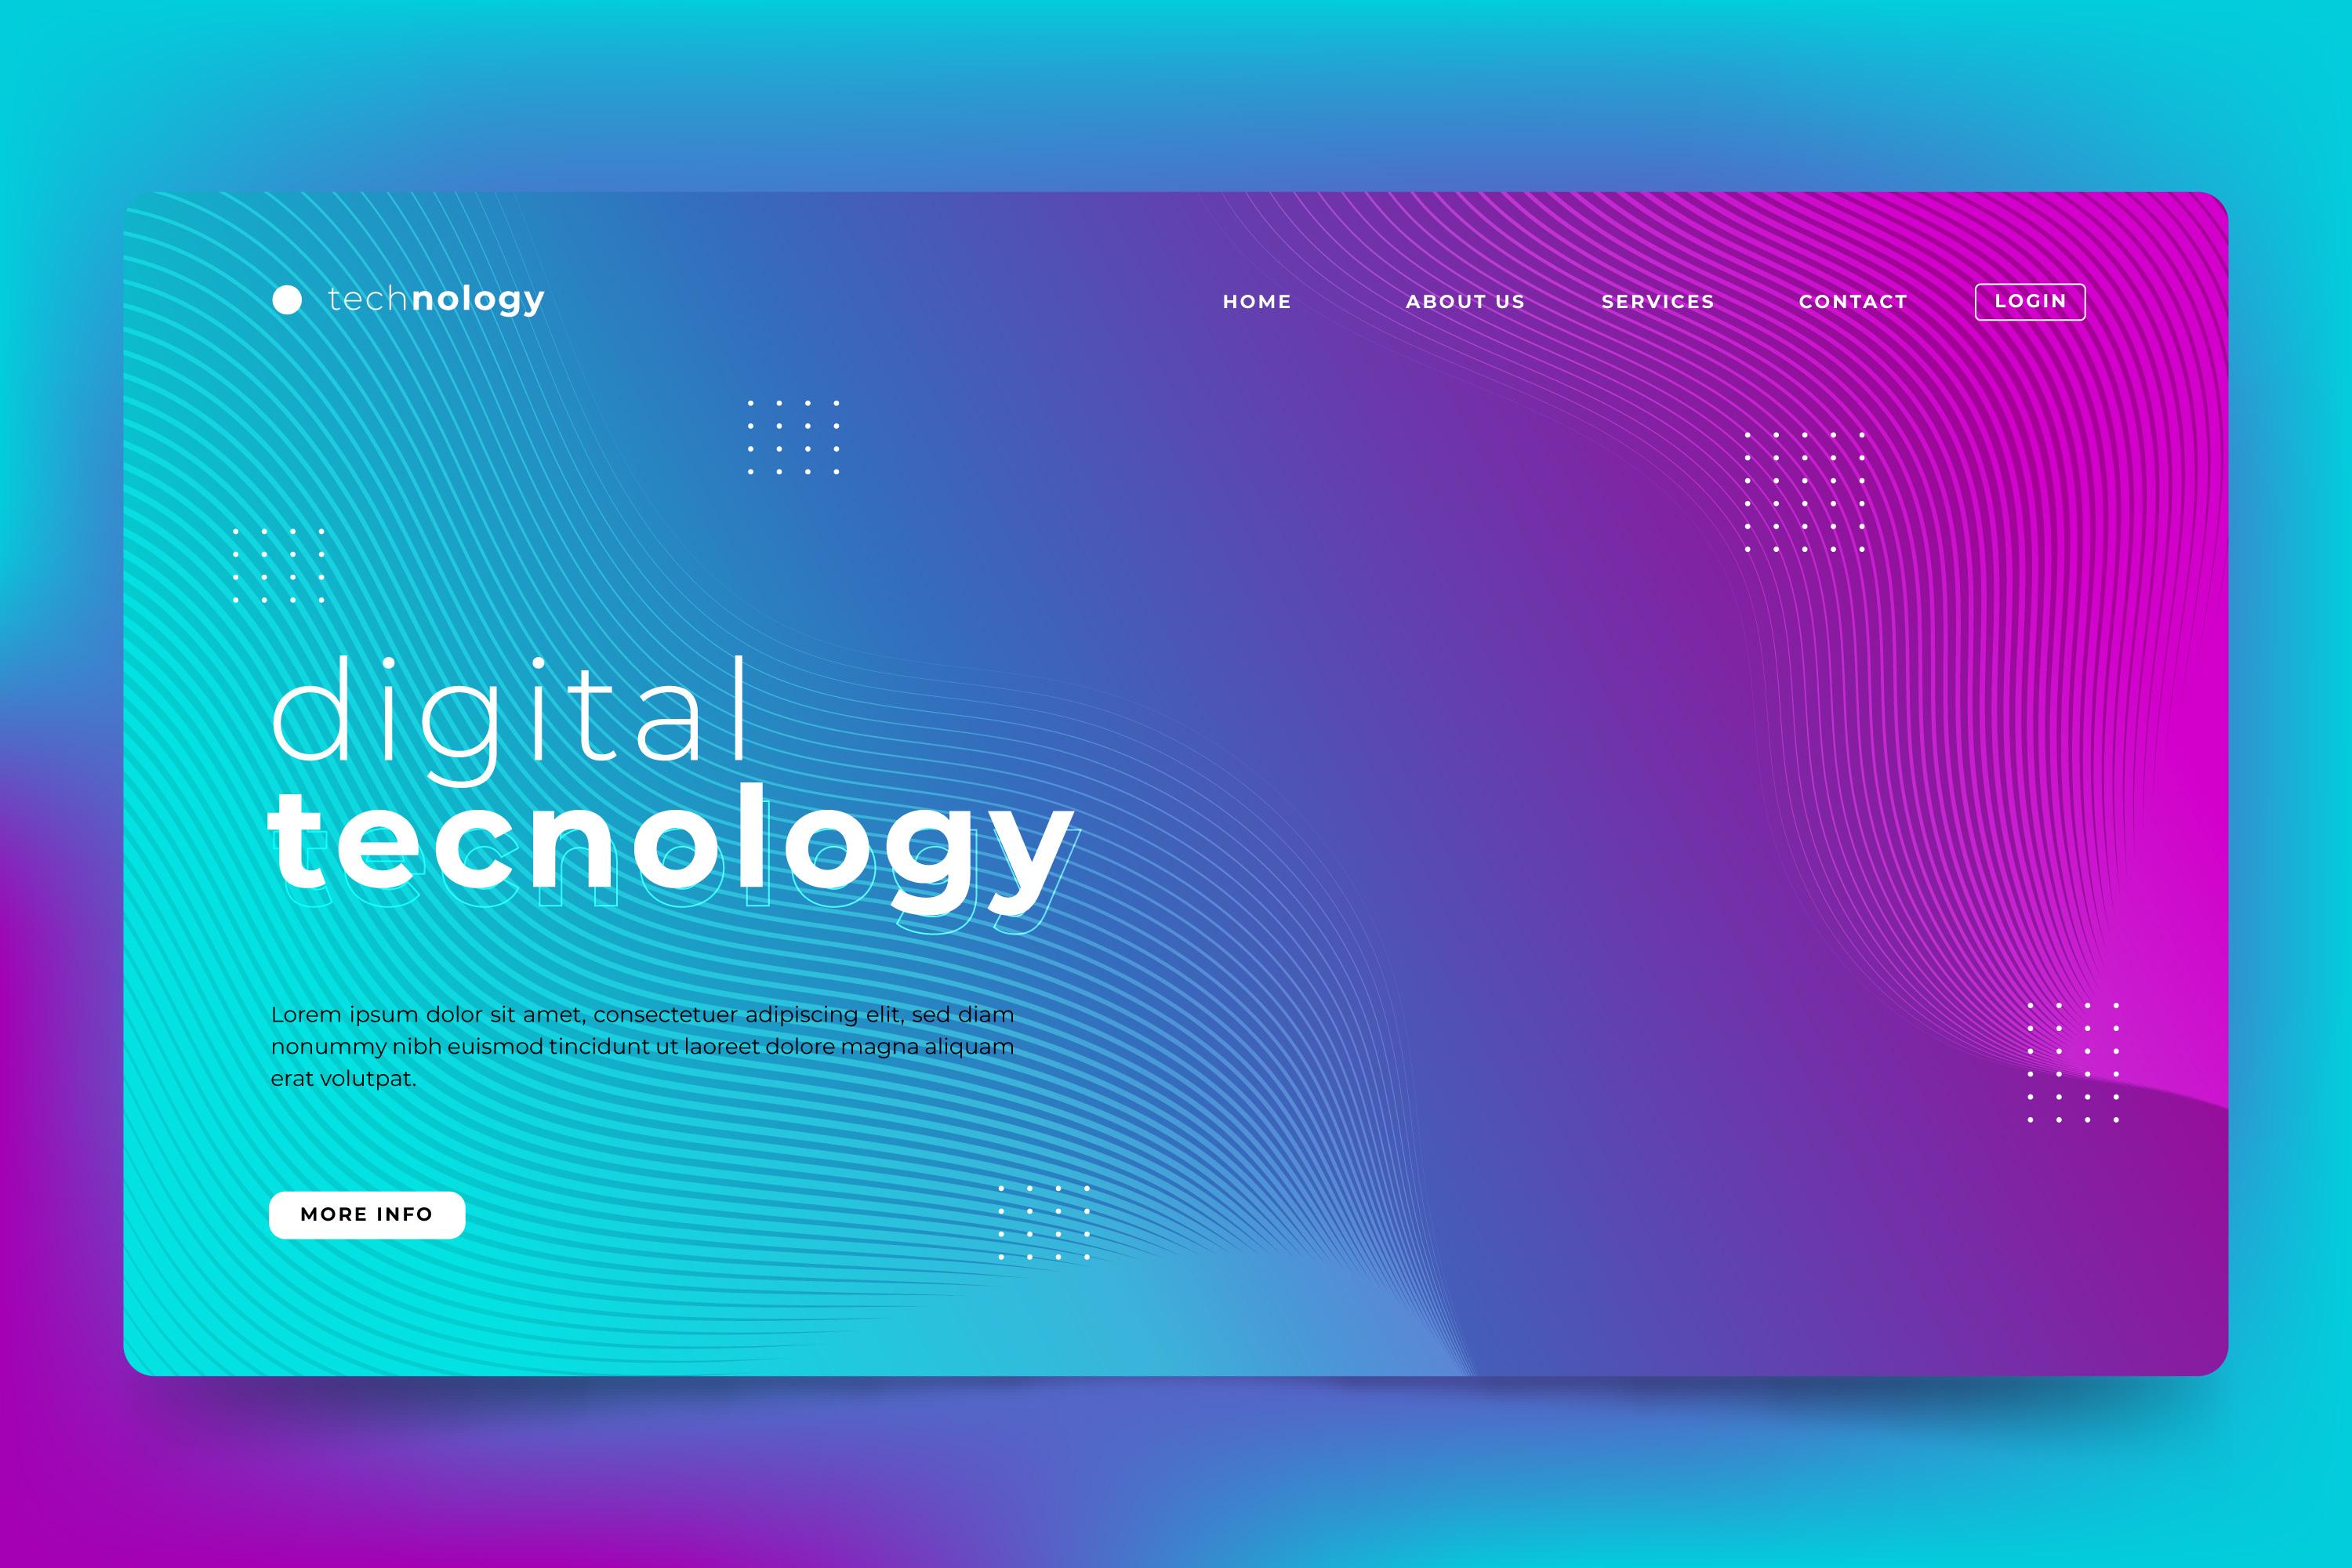 technology
HOME ABOUT US SERVICES CONTACT LOGIN
digital
tecnology
Lorem ipsum dolor sit amet, consectetuer adipiscing elit, sed diam
nonummy nibh euismod tincidunt ut laoreet dolore magna aliquam
erat volutpat.
MORE INFO